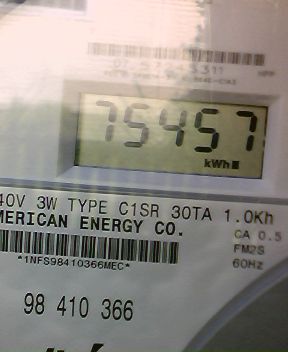 75457
kWh
40V 3W TYPE C1SR 30TA 1.0Kh
MERICAN ENERGY CO.
CA 0.5
FM2S
60Hz
*1NFS98410366MEC*
98 410 366